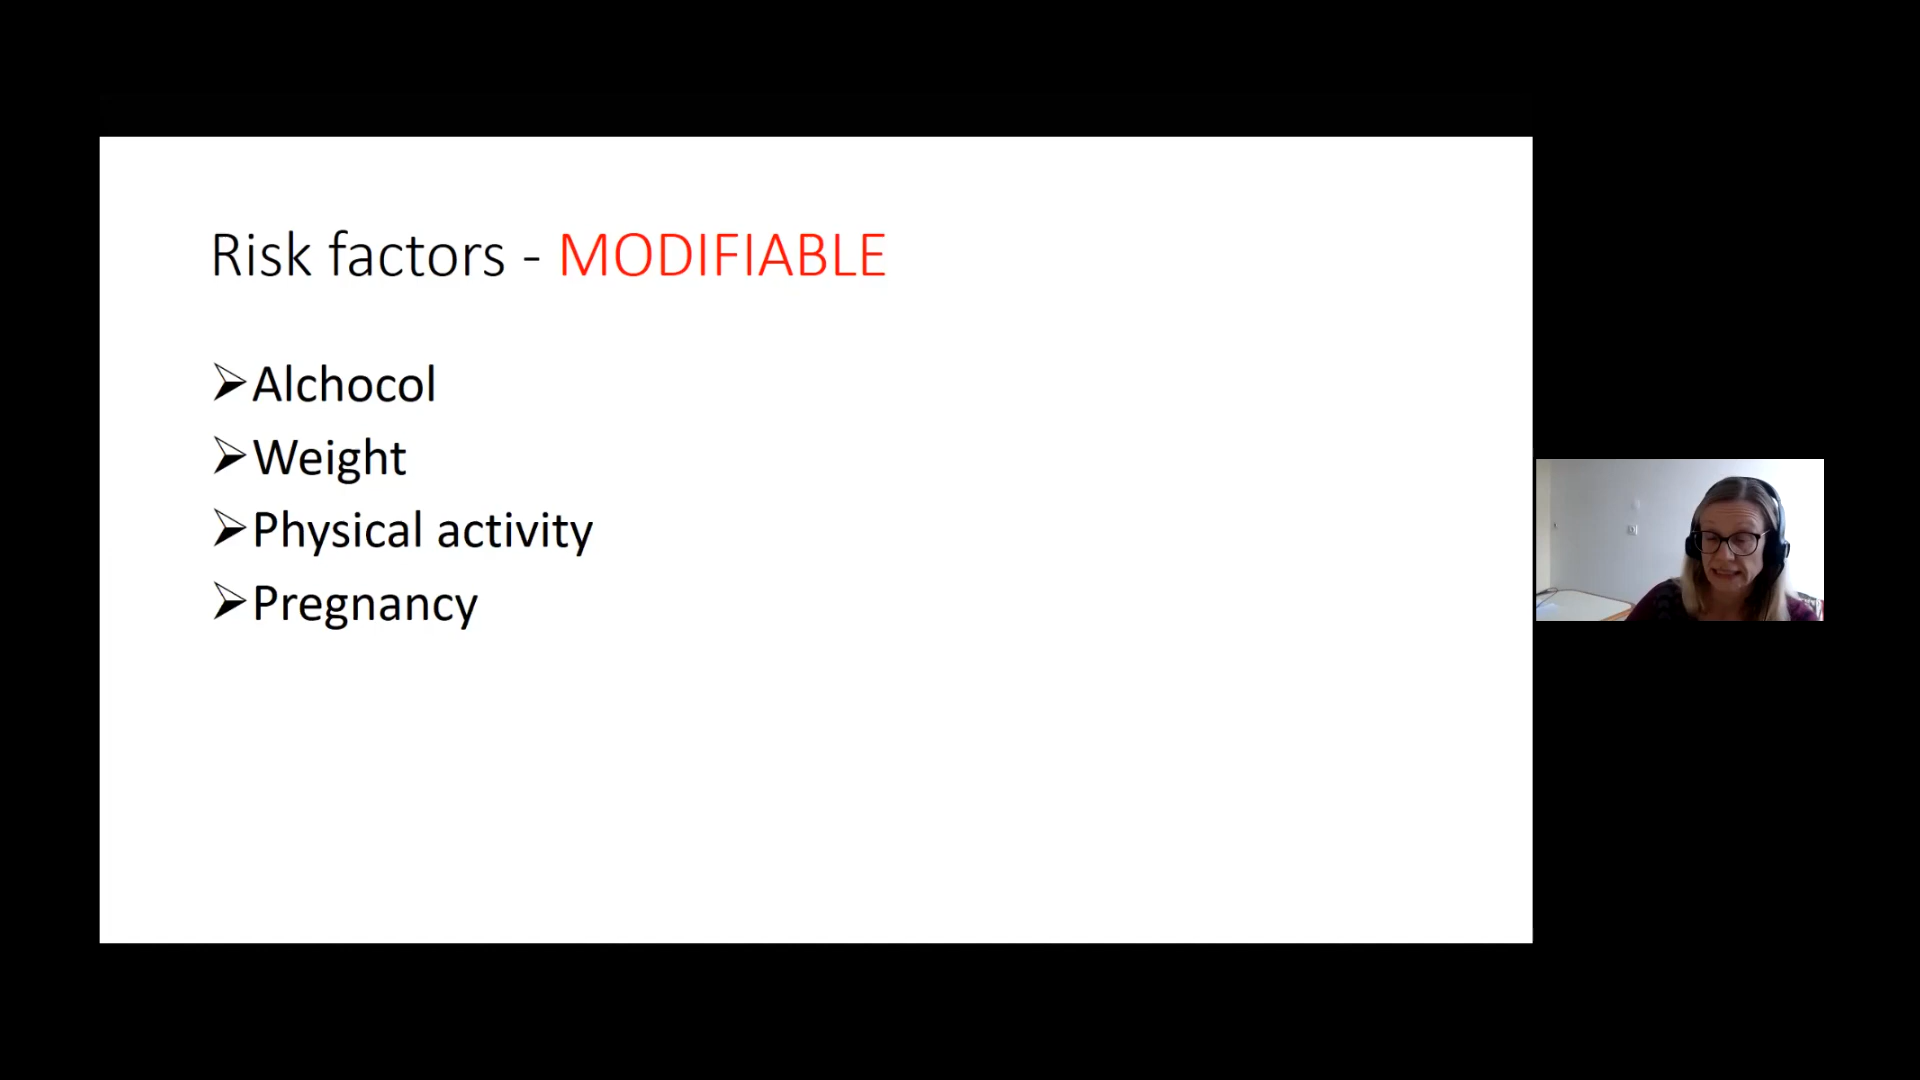 Risk factors - MODIFIABLE
Alchocol
Weight
Physical activity
Pregnancy